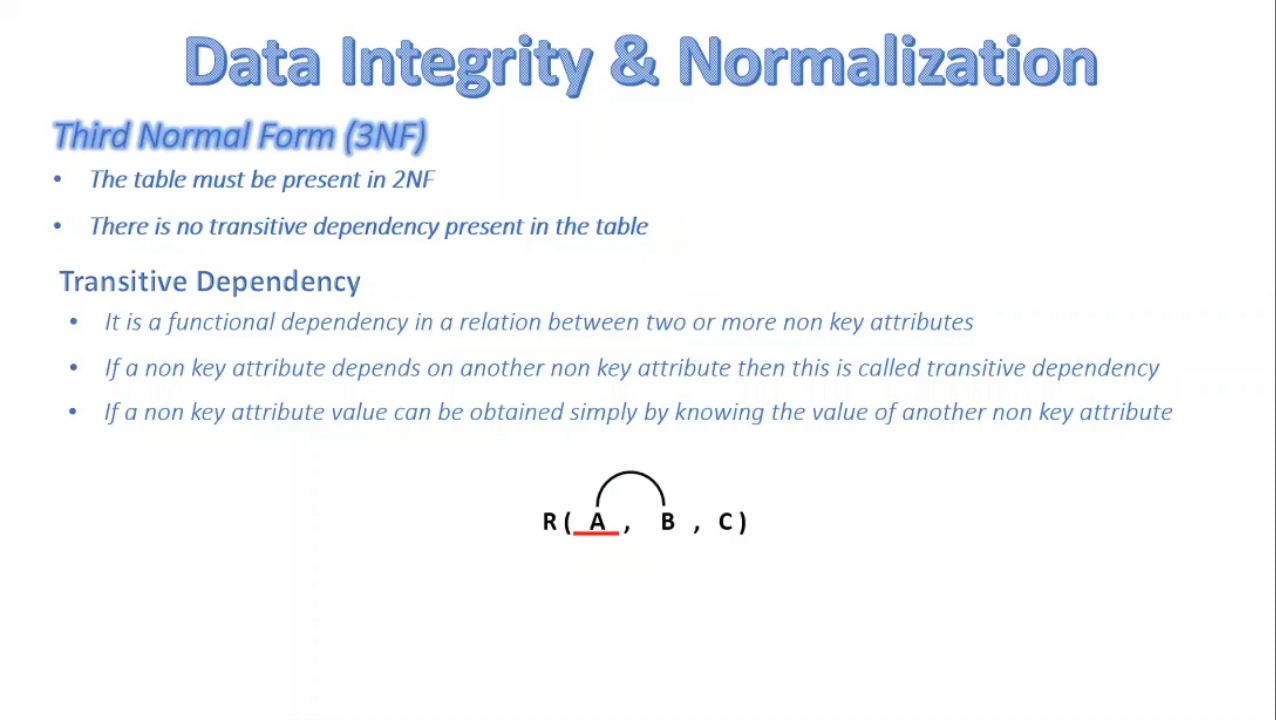 Data Integrity & Normalization
Third Normal Form (3NF)
• The table must be present in 2NF
• There is no transitive dependency present in the table
Transitive Dependency
• It is a functional dependency in a relation between two or more non key attributes
• If a non key attribute depends on another non key attribute then this is called transitive dependency
• If a non key attribute value can be obtained simply by knowing the value of another non key attribute
R ( A , B , C )